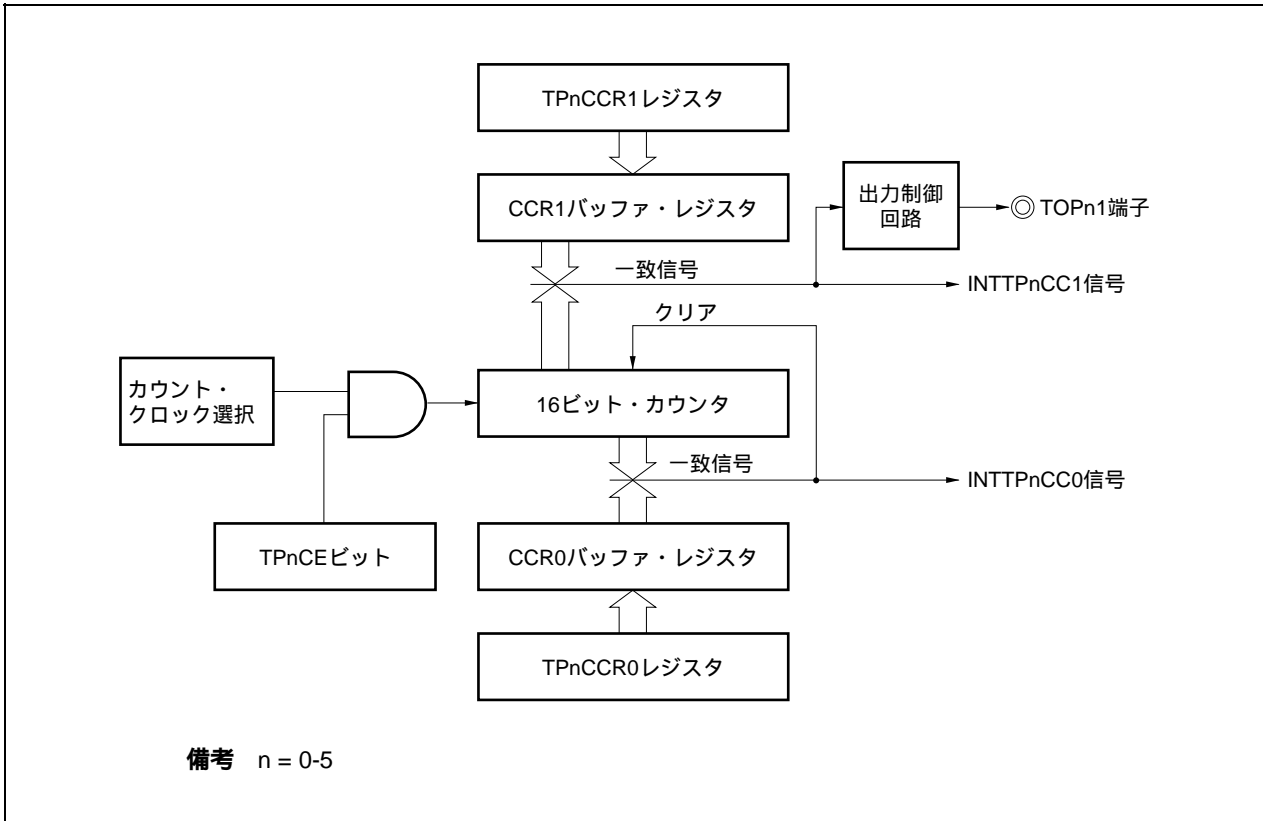 TPnCCR1レジスタ
CCR1バッファ・レジスタ
出力制御
回路
TOPn1端子
一致信号
INTTPnCC1信号
クリア
カウント・
クロック選択
16ビット・カウンタ
一致信号
INTTPnCC0信号
TPnCEビット
CCR0バッファ・レジスタ
TPnCCR0レジスタ
備考 n = 0-5